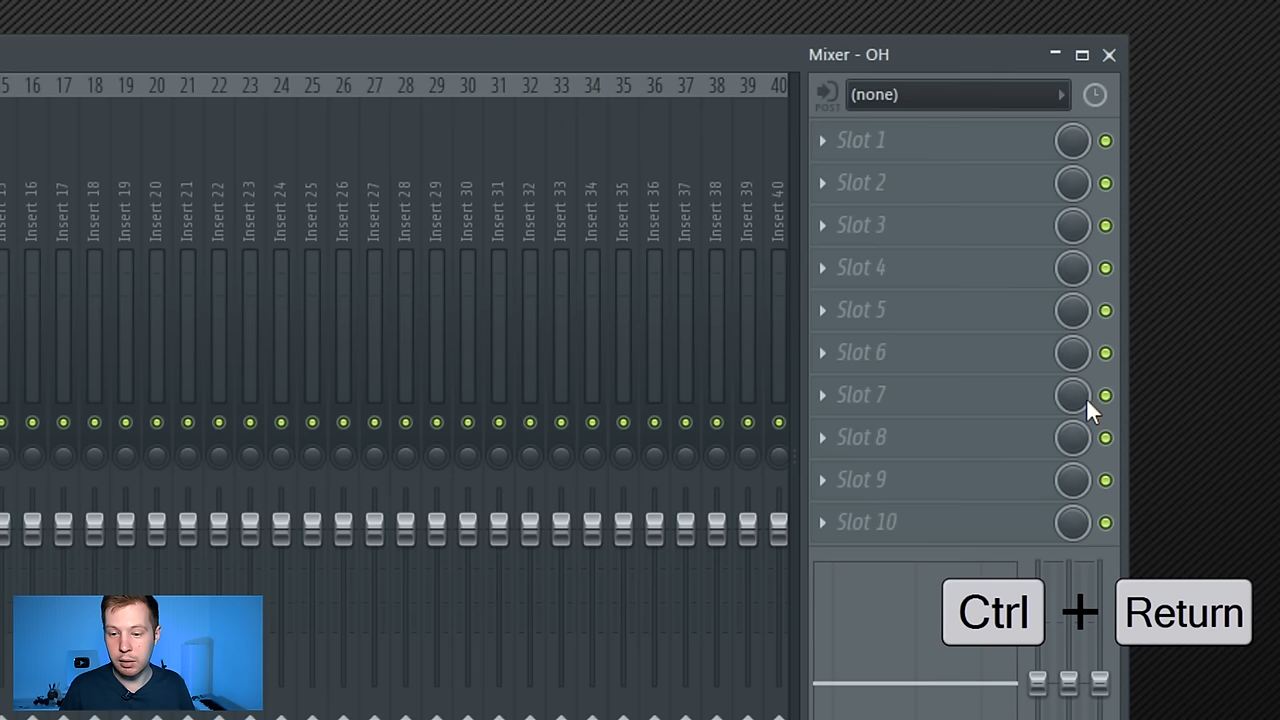 Mixer - OH
5 16 17 18 19 20 21 22 23 24 25 26 27 28 29 30 31 32 33 34 35 36 37 38 39 40
POST
(none)
Slot 1
Slot 2
Slot 3
Slot 4
Slot 5
Slot 6
Slot 7
Slot 8
Slot 9
Slot 10
Insert 16
Insert 17
Insert 18
Insert 19
Insert 20
Insert 21
Insert 22
Insert 23
Insert 24
Insert 25
Insert 26
Insert 27
Insert 28
Insert 29
Insert 30
Insert 31
Insert 32
Insert 33
Insert 34
Insert 35
Insert 36
Insert 37
Insert 38
Insert 39
Insert 40
Ctrl + Return